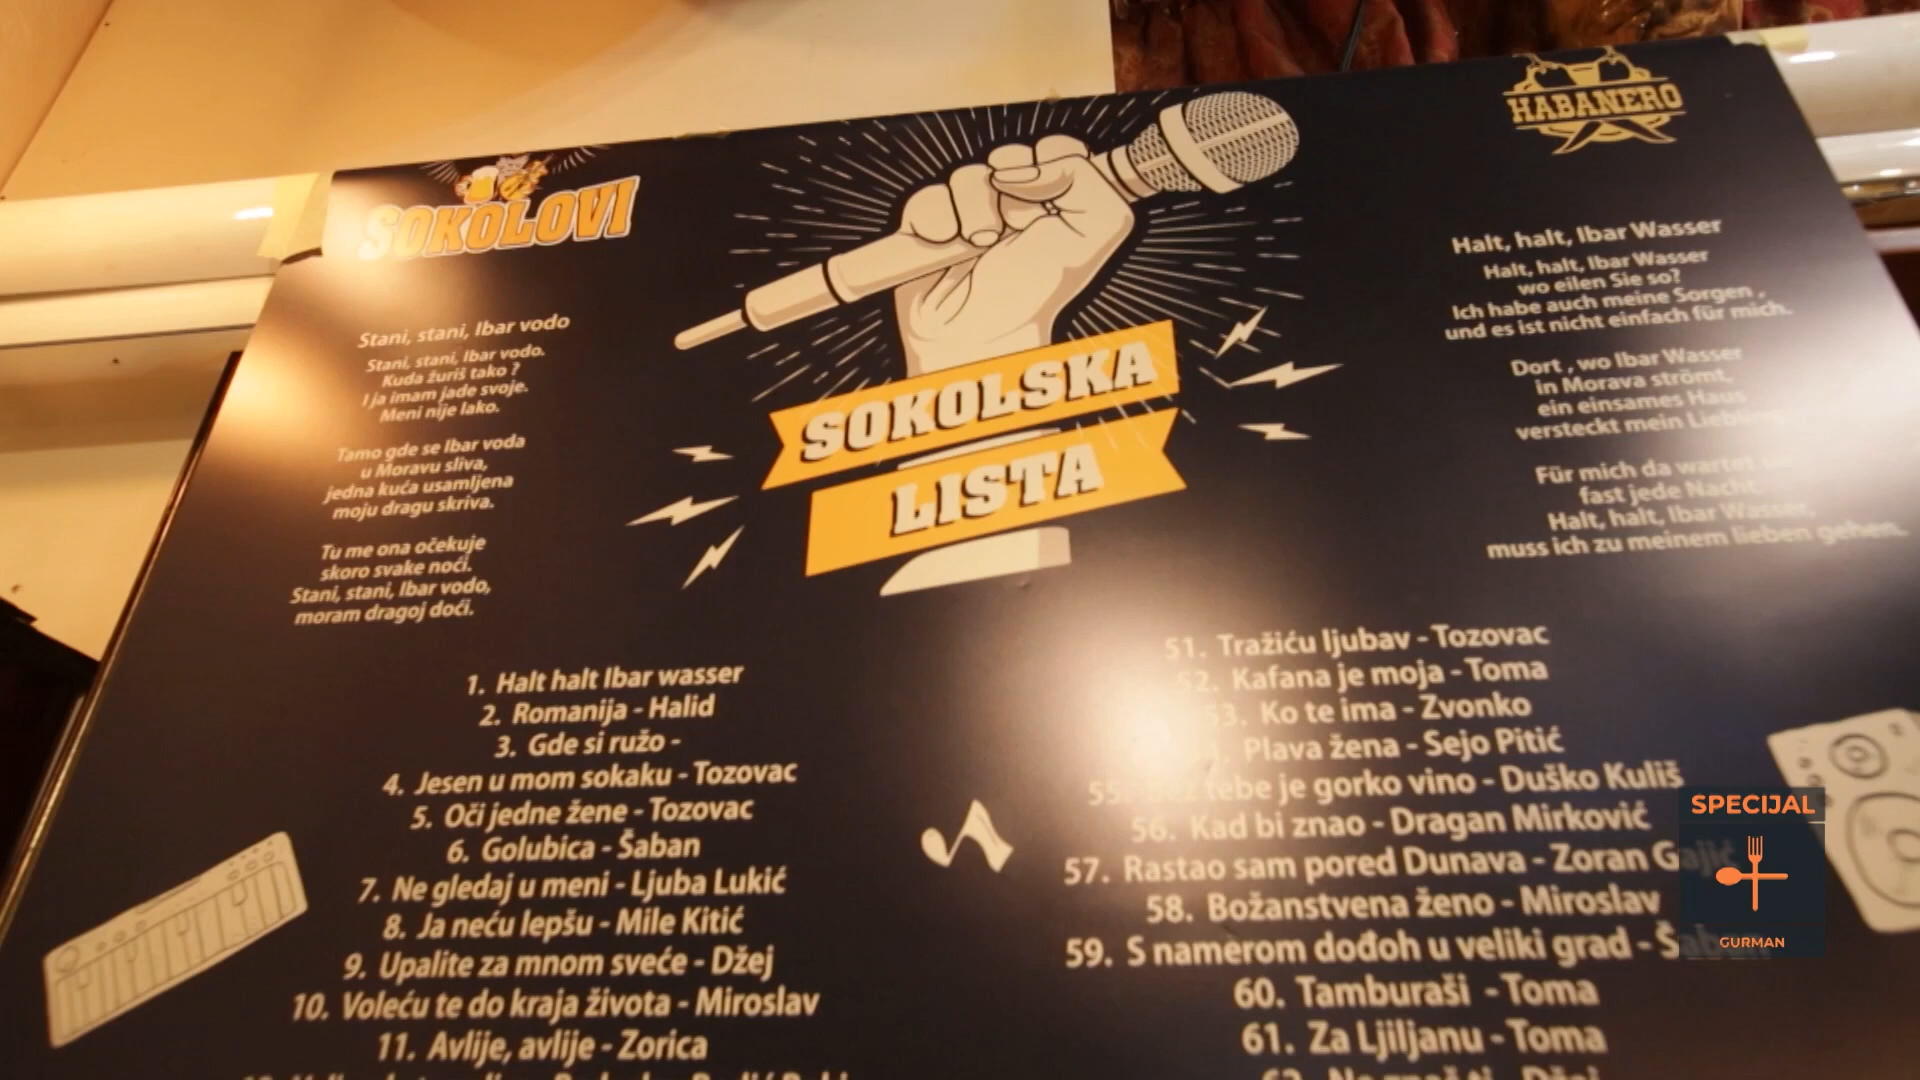 SOKOLOVI
HABANERO
SOKOLSKA
LISTA
Stani, stani, Ibar vodo
Stani, stani, Ibar vodo.
Kuda žuriš tako ?
I ja imam jade svoje.
Meni nije lako.
Tamo gde se Ibar voda
u Moravu sliva,
jedna kuća usamljena
moju dragu skriva.
Tu me ona očekuje
skoro svake noći.
Stani, stani, Ibar vodo,
moram dragoj doći.
Halt, halt, Ibar Wasser
Halt, halt, Ibar Wasser
wo eilen Sie so?
Ich habe auch meine Sorgen ,
und es ist nicht einfach für mich.
Dort , wo Ibar Wasser
in Morava strömt,
ein einsames Haus
versteckt mein
Für mich da wartet
fast jede Nacht.
Halt, halt, Ibar Wasser,
muss ich zu meinem lieben gehen.
1. Halt halt Ibar wasser
2. Romanija - Halid
3. Gde si ružo -
4. Jesen u mom sokaku - Tozovac
5. Oči jedne žene - Tozovac
6. Golubica - Šaban
7. Ne gledaj u meni - Ljuba Lukić
8. Ja neću lepšu - Mile Kitić
9. Upalite za mnom sveće - Džej
10. Voleću te do kraja života - Miroslav
11. Avlije, avlije - Zorica
51. Tražiću ljubav - Tozovac
52. Kafana je moja - Toma
53. Ko te ima - Zvonko
Plava žena - Sejo Pitić
55. tebe je gorko vino - Duško Kuliš
56. Kad bi znao - Dragan Mirković
57. Rastao sam pored Dunava - Zoran Gajić
58. Božanstvena ženo - Miroslav
59. S namerom dođoh u veliki grad - Šaban
60. Tamburaši - Toma
61. Za Ljiljanu - Toma
SPECIJAL
GURMAN